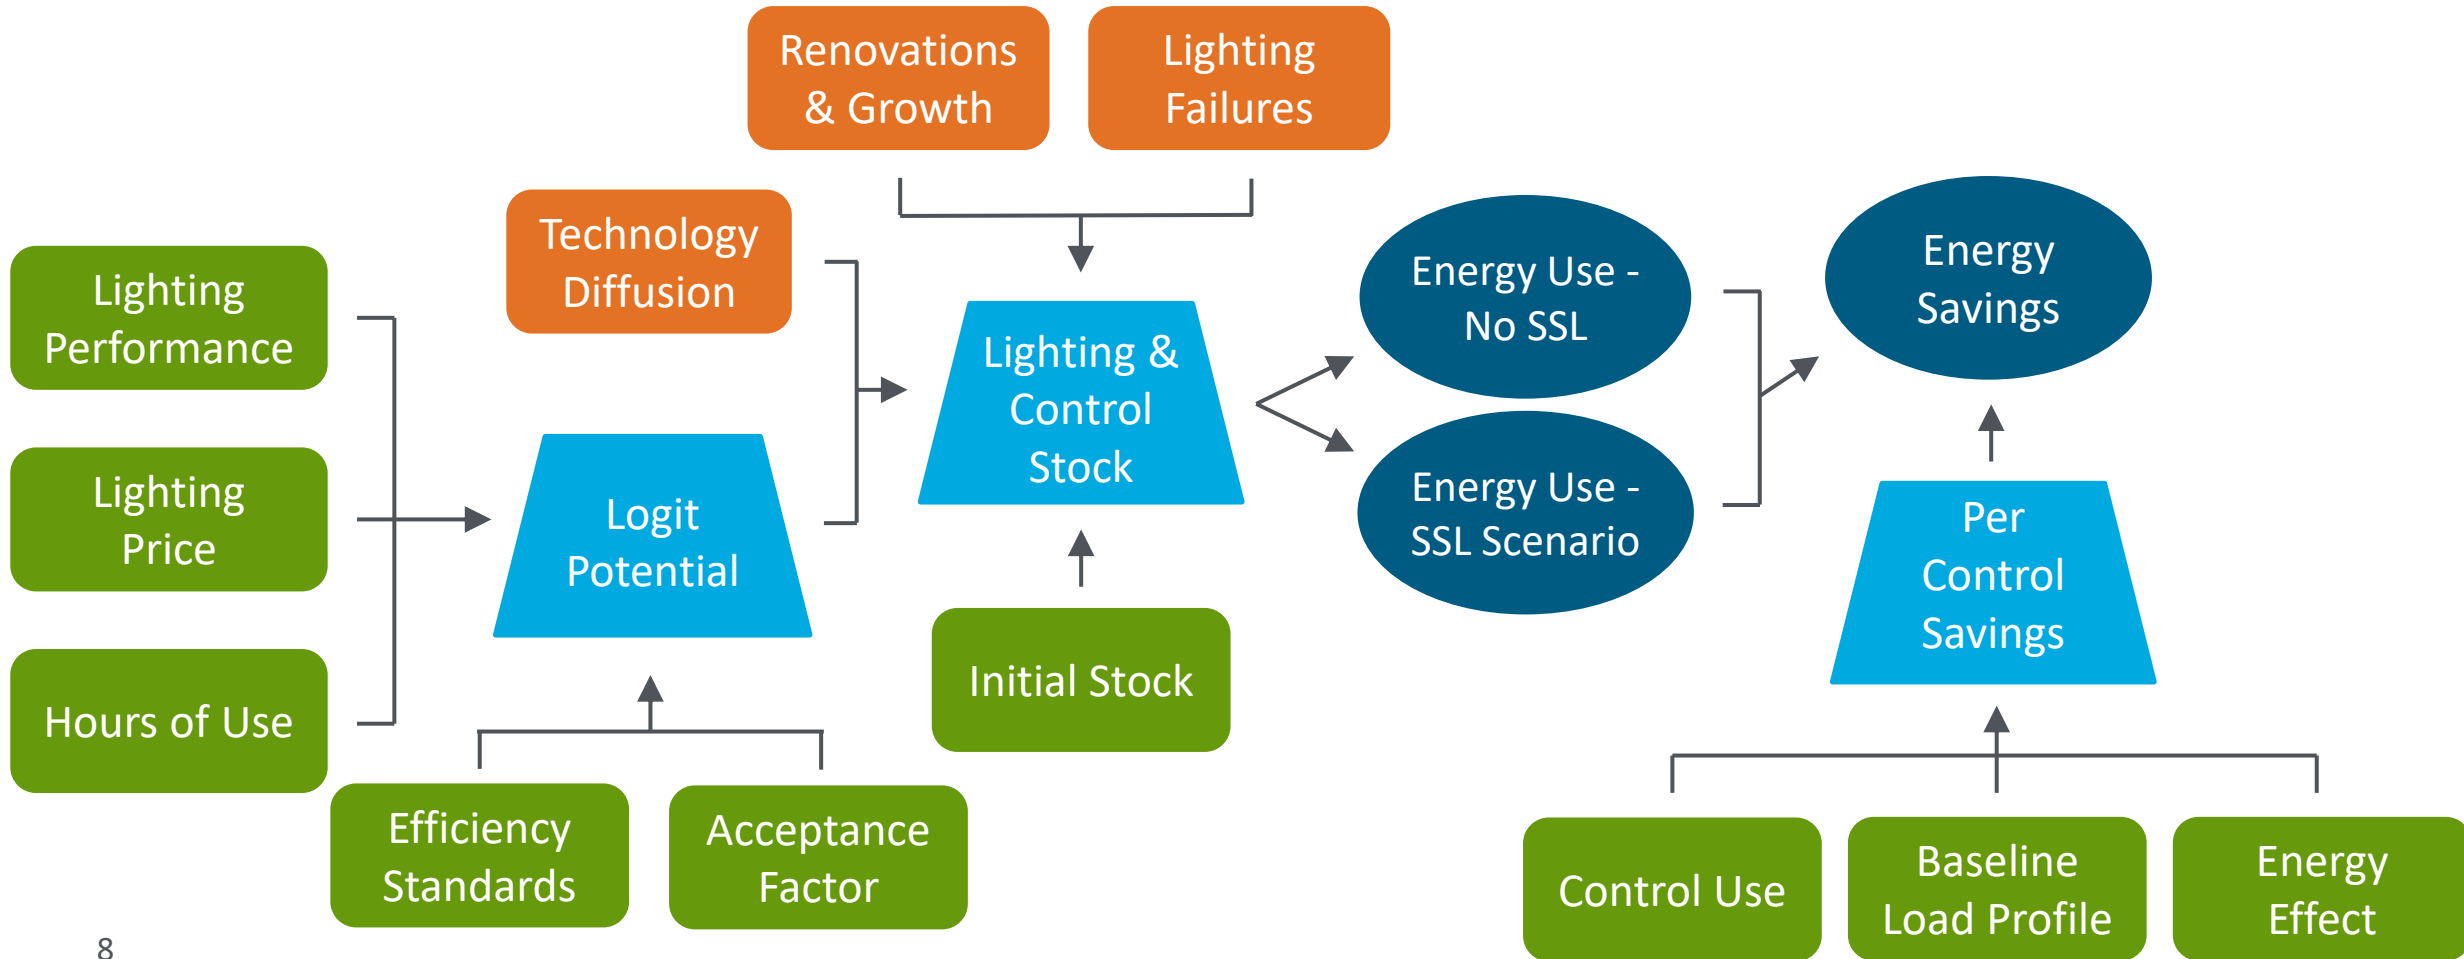 Renovations
& Growth
Lighting
Failures
Technology
Diffusion
Lighting
Performance
Lighting
Price
Hours of Use
Logit
Potential
Efficiency
Standards
Acceptance
Factor
Lighting &
Control
Stock
Initial Stock
Energy Use -
No SSL
Energy Use -
SSL Scenario
Energy
Savings
Per
Control
Savings
Control Use
Baseline
Load Profile
Energy
Effect
8